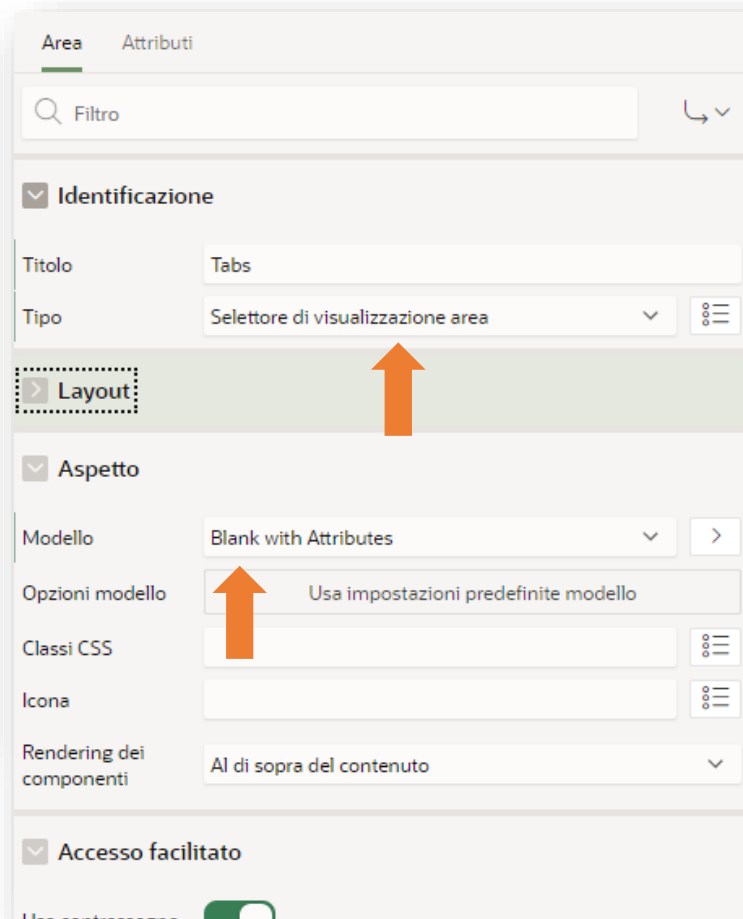 Area Attributi
Filtro
Identificazione
Titolo Tabs
Tipo Selettore di visualizzazione area
Layout
Aspetto
Modello Blank with Attributes
Opzioni modello Usa impostazioni predefinite modello
Classi CSS
Icona
Rendering dei
componenti Al di sopra del contenuto
Accesso facilitato